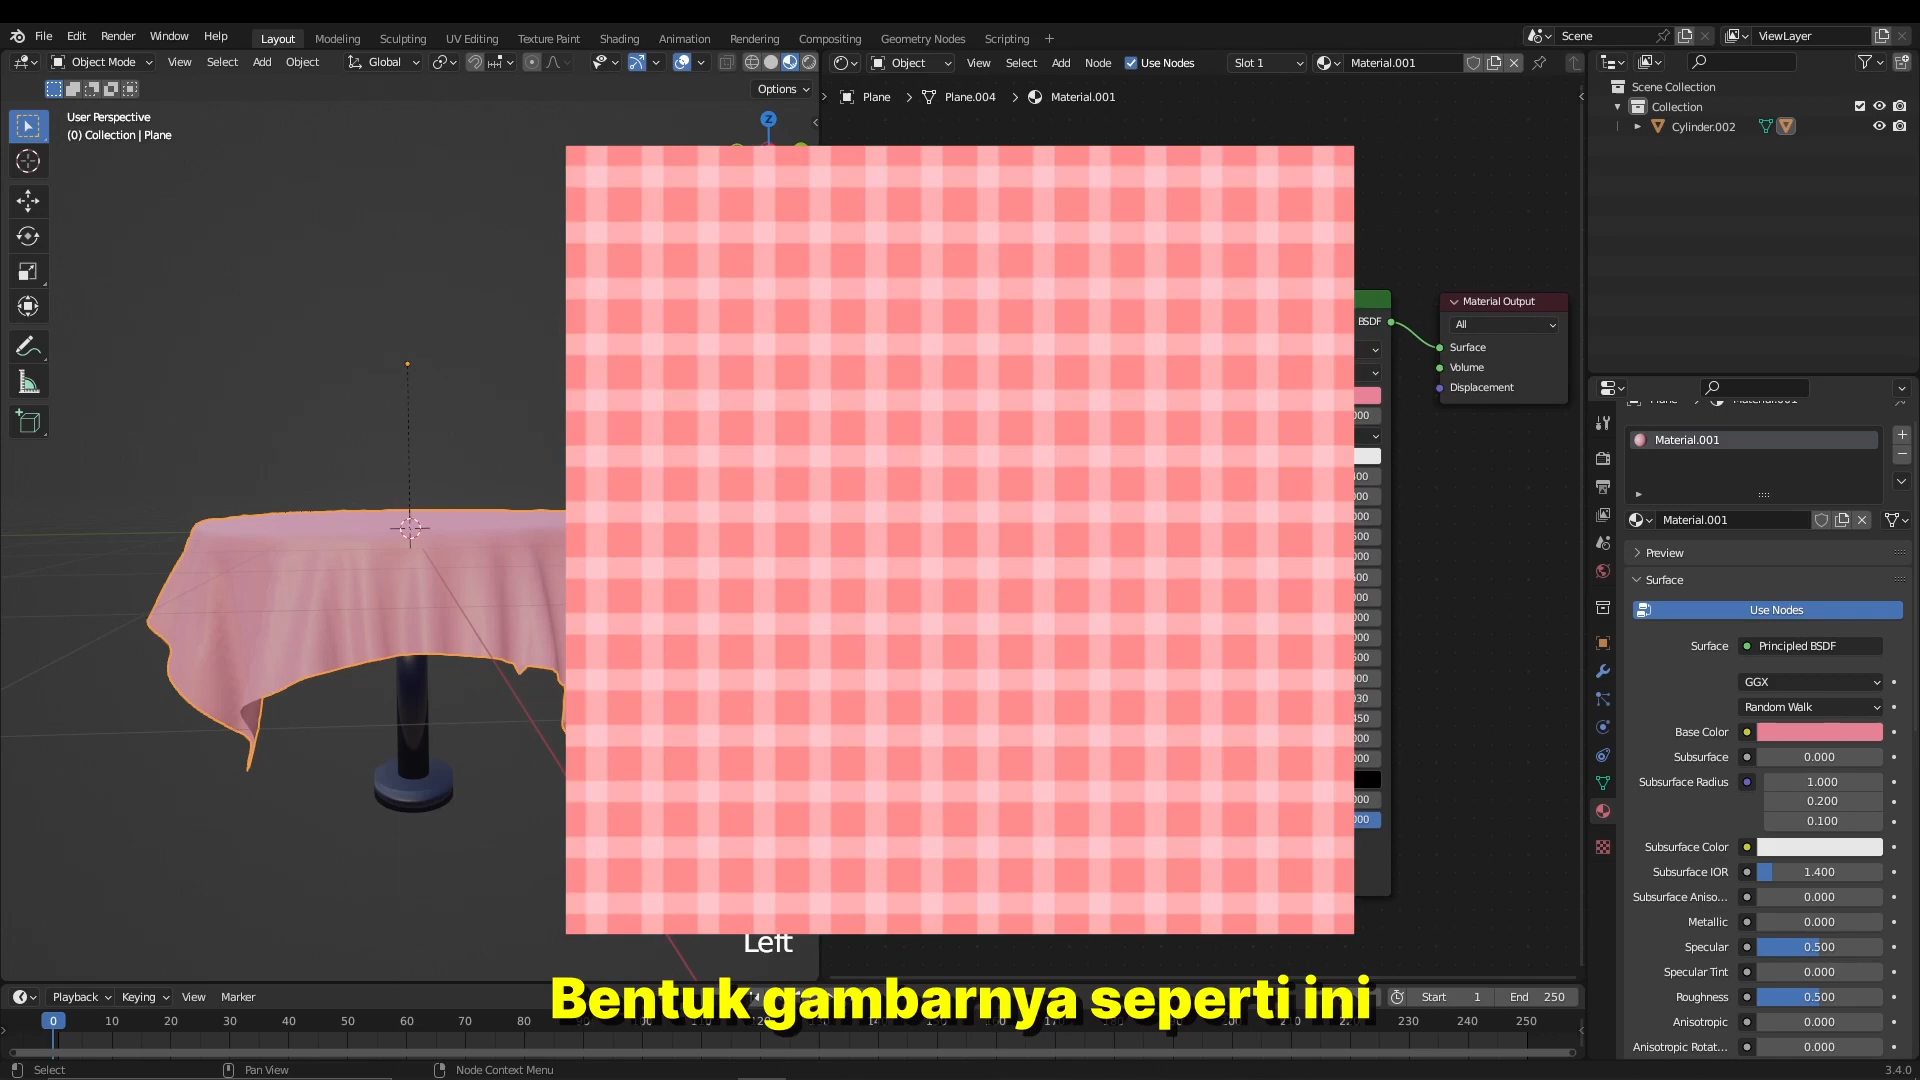 File Edit Render Window Help Layout Modeling Sculpting UV Editing Texture Paint Shading Animation Rendering Compositing Geometry Nodes Scripting + Scene ViewLayer
Object Mode View Select Add Object Global Object View Select Add Node Use Nodes Slot 1 Material.001
Options
Plane > Plane.004 > Material.001
User Perspective
(0) Collection | Plane
Z
Scene Collection
Collection
Cylinder.002
BSDF
Material Output
All
Surface
Volume
Displacement
Material.001
Material.001
Preview
Surface
Use Nodes
Surface Principled BSDF
GGX
Random Walk
Base Color
Subsurface 0.000
Subsurface Radius 1.000
0.200
0.100
Subsurface Color
Subsurface IOR 1.400
Subsurface Aniso... 0.000
Metallic 0.000
Specular 0.500
Specular Tint 0.000
Roughness 0.500
Anisotropic 0.000
Anisotropic Rotat... 0.000
Left
Bentuk gambarnya seperti ini
Playback Keying View Marker Start 1 End 250
0 10 20 30 40 50 60 70 80 90 230 240 250
Select Pan View Node Context Menu 3.4.0